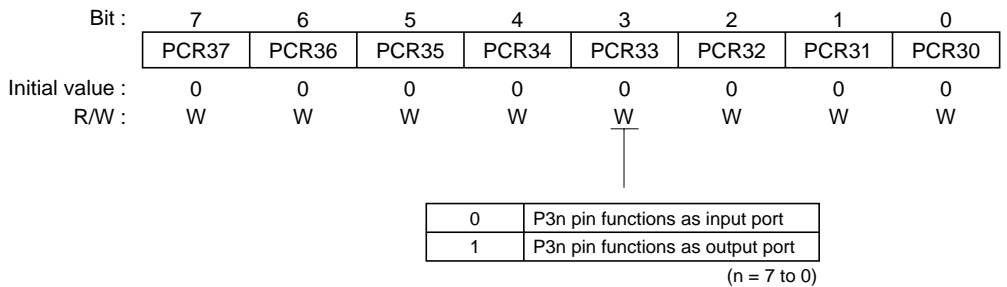 Bit : 7 6 5 4 3 2 1 0
PCR37 PCR36 PCR35 PCR34 PCR33 PCR32 PCR31 PCR30
Initial value : 0 0 0 0 0 0 0 0
R/W : W W W W W W W W
0 P3n pin functions as input port
1 P3n pin functions as output port
(n = 7 to 0)